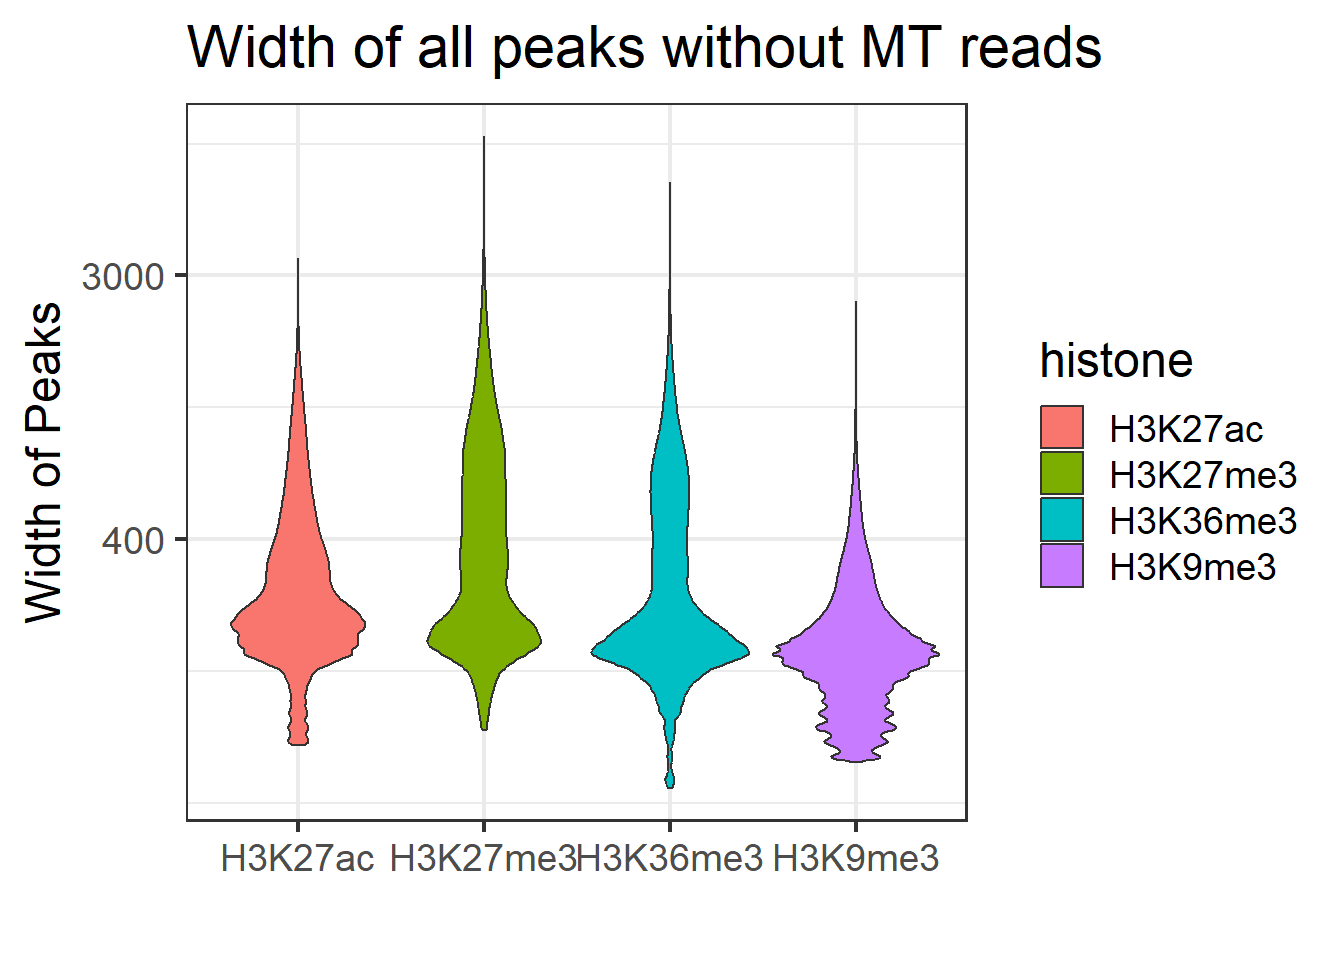 Width of all peaks without MT reads
Width of Peaks
3000
400
H3K27ac
H3K27me3
H3K36me3
H3K9me3
histone
H3K27ac
H3K27me3
H3K36me3
H3K9me3